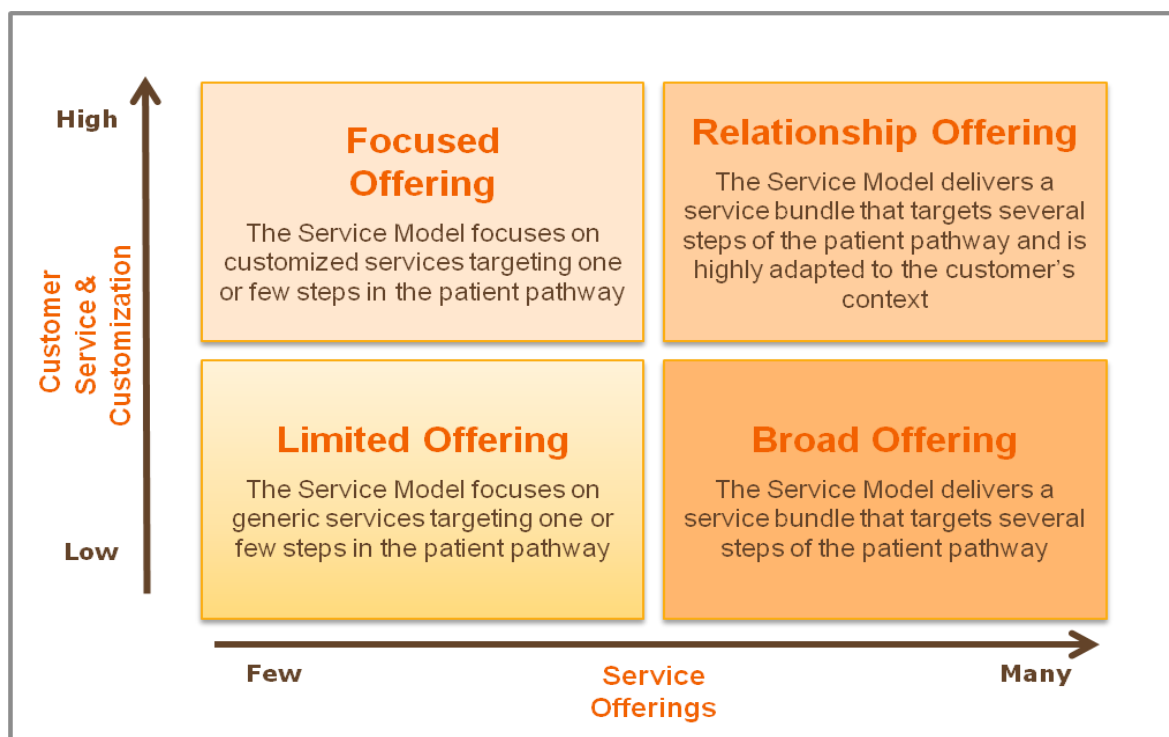 High
Customer
Service &
Customization
Low
Focused
Offering
The Service Model focuses on
customized services targeting one
or few steps in the patient pathway
Relationship Offering
The Service Model delivers a
service bundle that targets several
steps of the patient pathway and is
highly adapted to the customer's
context
Limited Offering
The Service Model focuses on
generic services targeting one or
few steps in the patient pathway
Broad Offering
The Service Model delivers a
service bundle that targets several
steps of the patient pathway
Few
Service
Offerings
Many